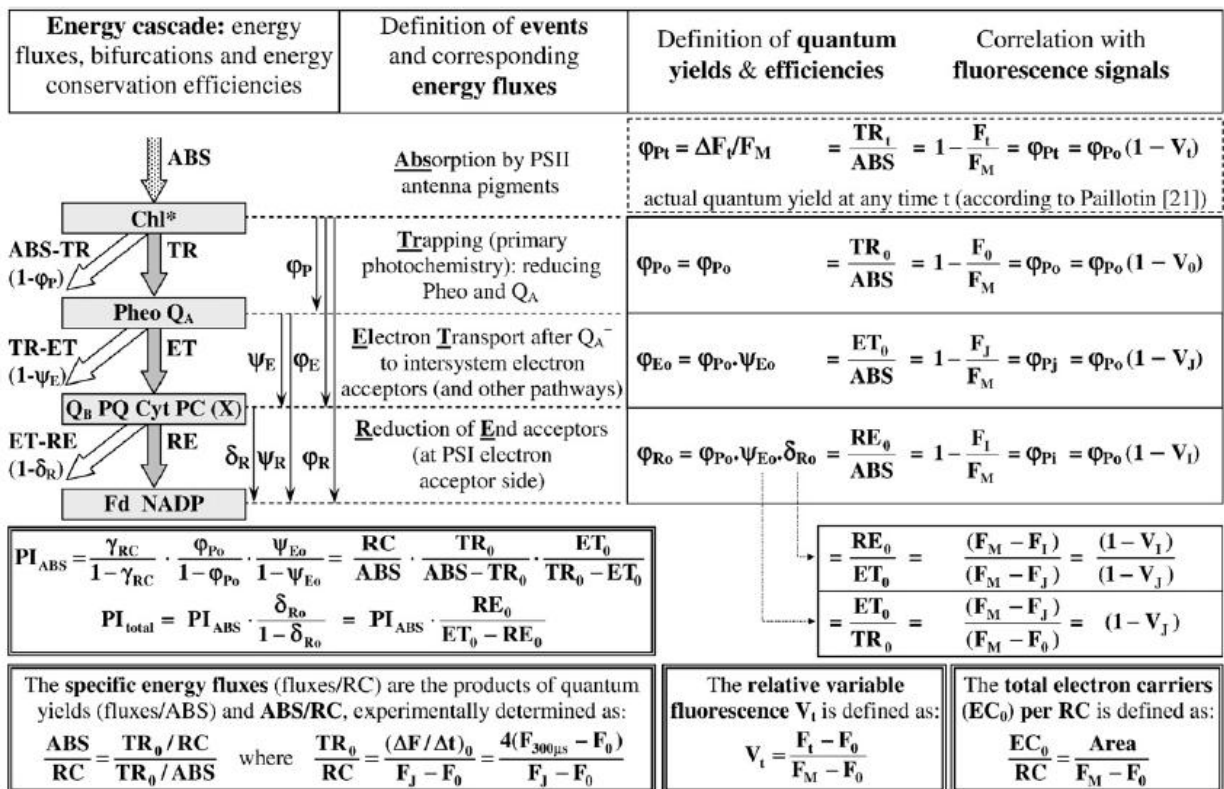 Energy cascade: energy
fluxes, bifurcations and energy
conservation efficiencies
Definition of events
and corresponding
energy fluxes
Definition of quantum
yields & efficiencies
Correlation with
fluorescence signals
ABS
Chl*
ABS-TR
(1-φP)
TR
Pheo QA
TR-ET
(1-ψE)
ET
QB PQ Cyt PC (X)
ET-RE
(1-δR)
RE
Fd NADP
Absorption by PSII
antenna pigments
Trapping (primary
photochemistry): reducing
Pheo and QA
Electron Transport after QA−
to intersystem electron
acceptors (and other pathways)
Reduction of End acceptors
(at PSI electron
acceptor side)
φP
ψE φE
δR ψR φR
φPt = ΔFt/FM = TRt/ABS = 1 − Ft/FM = φPt = φPo (1 − Vt)
actual quantum yield at any time t (according to Paillotin [21])
φPo = φPo = TR0/ABS = 1 − F0/FM = φPo = φPo (1 − V0)
φEo = φPo.ψEo = ET0/ABS = 1 − FJ/FM = φPj = φPo (1 − VJ)
φRo = φPo.ψEo.δRo = RE0/ABS = 1 − FI/FM = φPi = φPo (1 − VI)
= RE0/ET0 = (FM − FI)/(FM − FJ) = (1 − VI)/(1 − VJ)
= ET0/TR0 = (FM − FJ)/(FM − F0) = (1 − VJ)
PIABS = γRC/1 − γRC · φPo/1 − φPo · ψEo/1 − ψEo = RC/ABS · TR0/ABS − TR0 · ET0/TR0 − ET0
PItotal = PIABS · δRo/1 − δRo = PIABS · RE0/ET0 − RE0
The specific energy fluxes (fluxes/RC) are the products of quantum
yields (fluxes/ABS) and ABS/RC, experimentally determined as:
ABS/RC = TR0/RC/TR0/ABS where TR0/RC = (ΔF/Δt)0/FJ − F0 = 4(F300μs − F0)/FJ − F0
The relative variable
fluorescence Vt is defined as:
Vt = Ft − F0/FM − F0
The total electron carriers
(EC0) per RC is defined as:
EC0/RC = Area/FM − F0